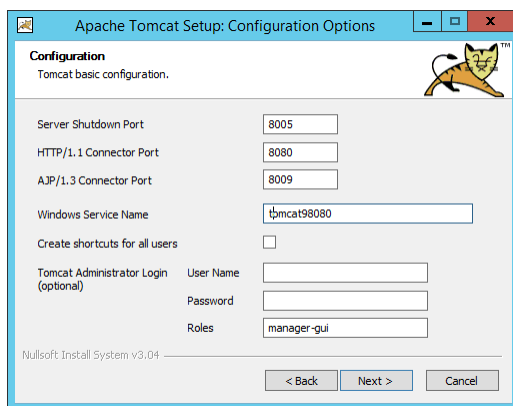 Apache Tomcat Setup: Configuration Options
Configuration
Tomcat basic configuration.
TM
Server Shutdown Port 8005
HTTP/1.1 Connector Port 8080
AJP/1.3 Connector Port 8009
Windows Service Name tomcat98080
Create shortcuts for all users
Tomcat Administrator Login (optional) User Name
Password
Roles manager-gui
Nullsoft Install System v3.04
< Back Next > Cancel